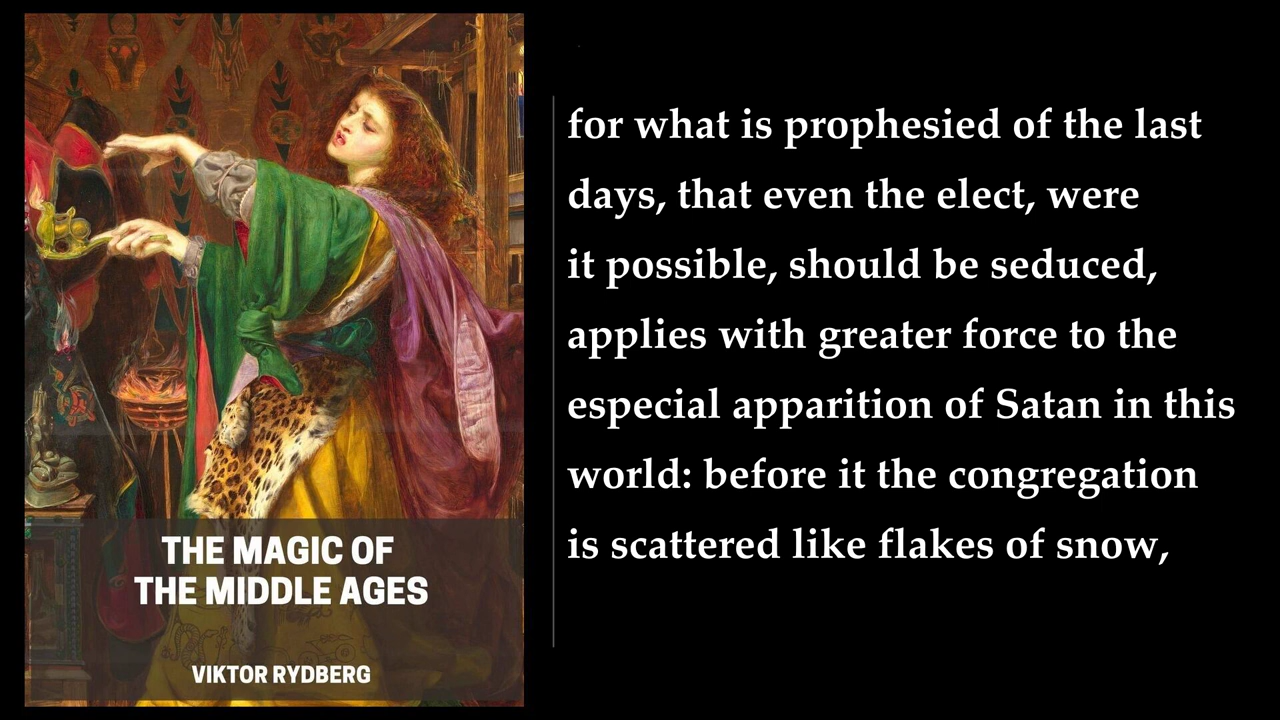 THE MAGIC OF
THE MIDDLE AGES
VIKTOR RYDBERG
for what is prophesied of the last
days, that even the elect, were
it possible, should be seduced,
applies with greater force to the
especial apparition of Satan in this
world: before it the congregation
is scattered like flakes of snow,